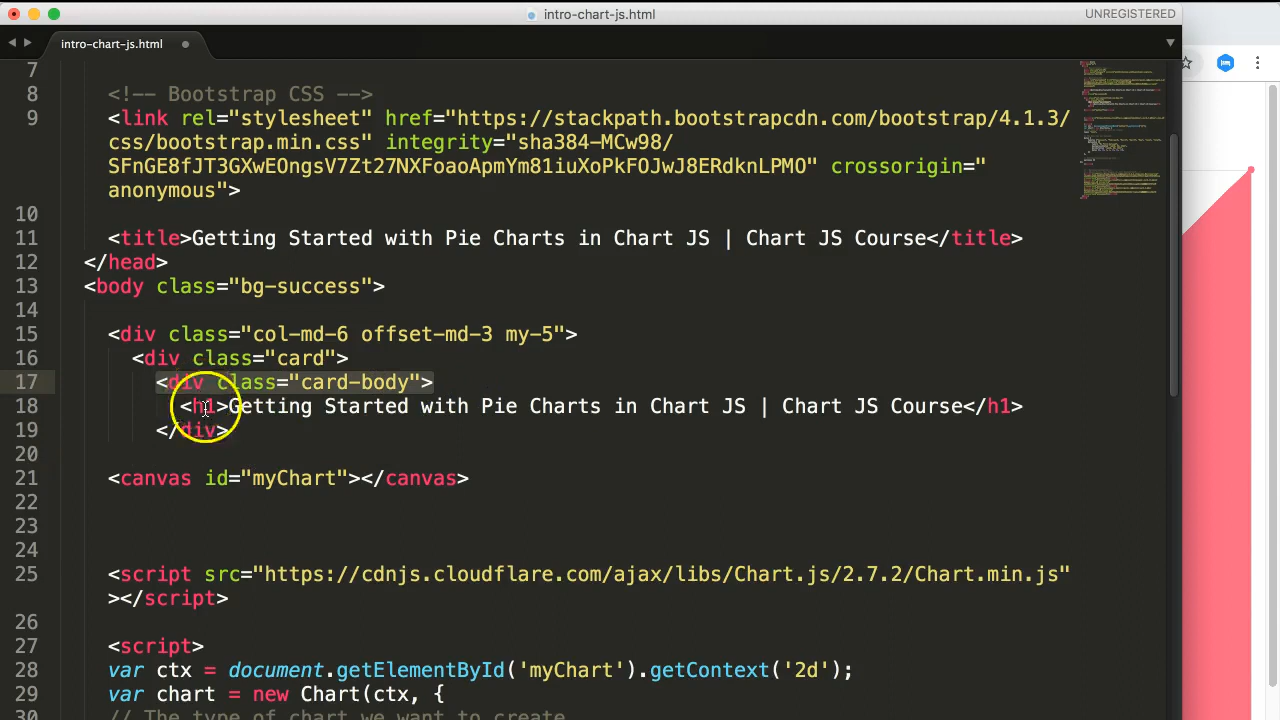 intro-chart-js.html
UNREGISTERED
intro-chart-js.html
7
8 <!-- Bootstrap CSS -->
9 <link rel="stylesheet" href="https://stackpath.bootstrapcdn.com/bootstrap/4.1.3/
css/bootstrap.min.css" integrity="sha384-MCw98/
SFnGE8fJT3GXwEOngsV7Zt27NXFoaoApmYm81iuXoPkFOJwJ8ERdknLPMO" crossorigin="
anonymous">
10
11 <title>Getting Started with Pie Charts in Chart JS | Chart JS Course</title>
12 </head>
13 <body class="bg-success">
14
15 <div class="col-md-6 offset-md-3 my-5">
16 <div class="card">
17 <div class="card-body">
18 <h1>Getting Started with Pie Charts in Chart JS | Chart JS Course</h1>
19 </div>
20
21 <canvas id="myChart"></canvas>
22
23
24
25 <script src="https://cdnjs.cloudflare.com/ajax/libs/Chart.js/2.7.2/Chart.min.js"
></script>
26
27 <script>
28 var ctx = document.getElementById('myChart').getContext('2d');
29 var chart = new Chart(ctx, {
30 // The type of chart we want to create